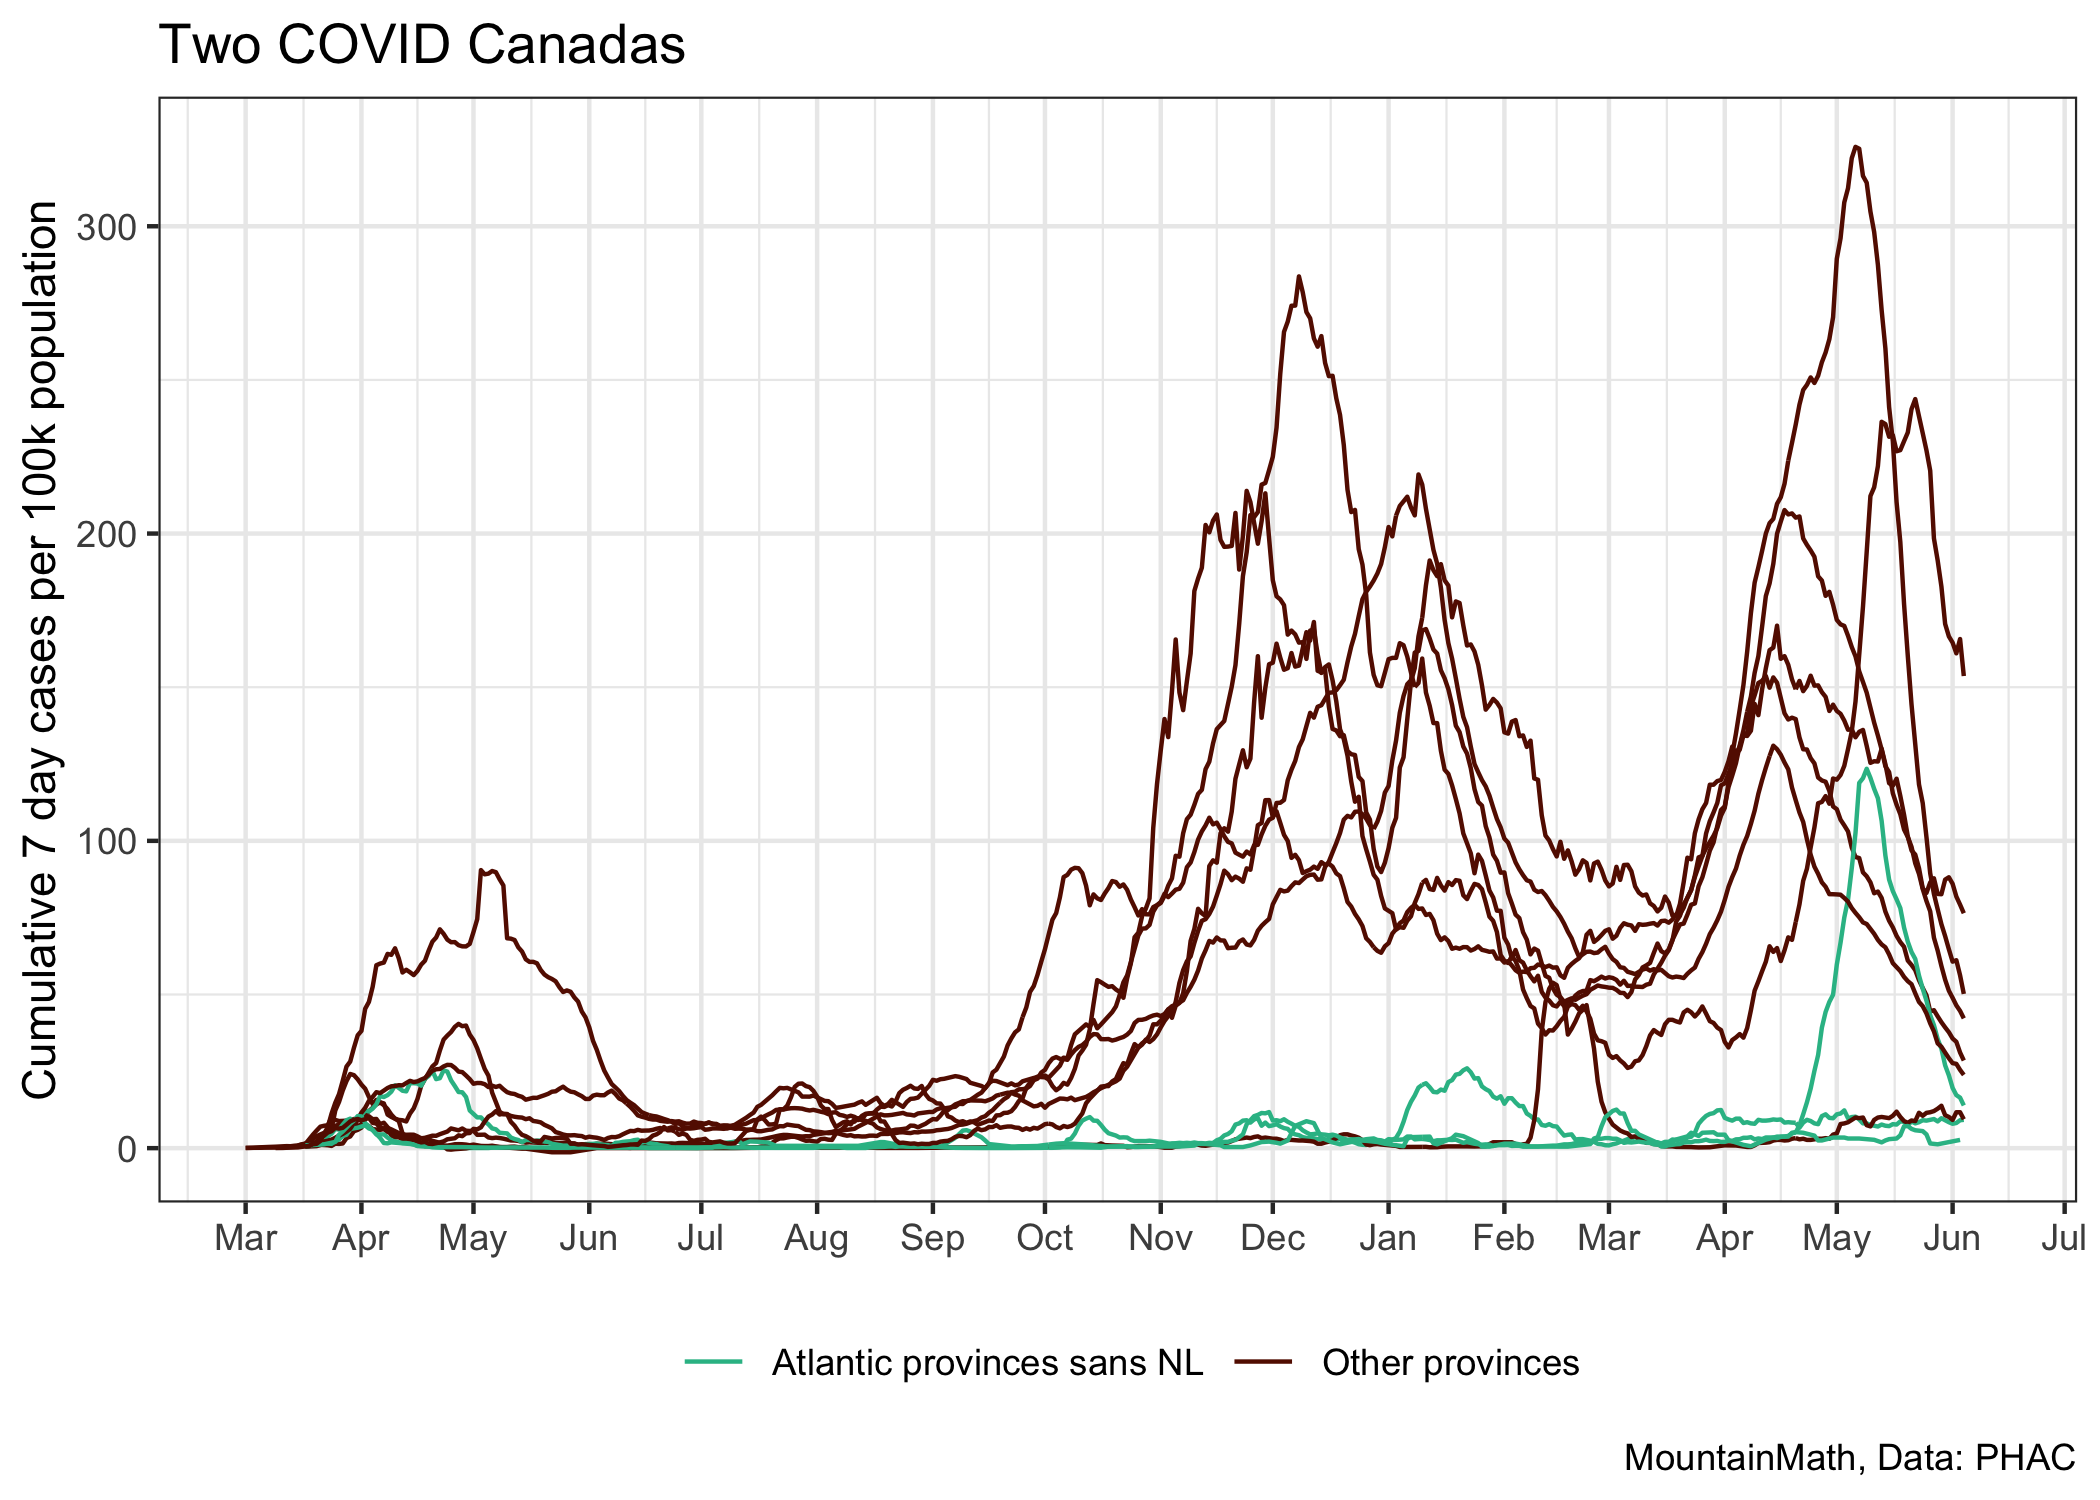 Two COVID Canadas
Cumulative 7 day cases per 100k population
300
200
100
0
Mar Apr May Jun Jul Aug Sep Oct Nov Dec Jan Feb Mar Apr May Jun Jul
Atlantic provinces sans NL Other provinces
MountainMath, Data: PHAC